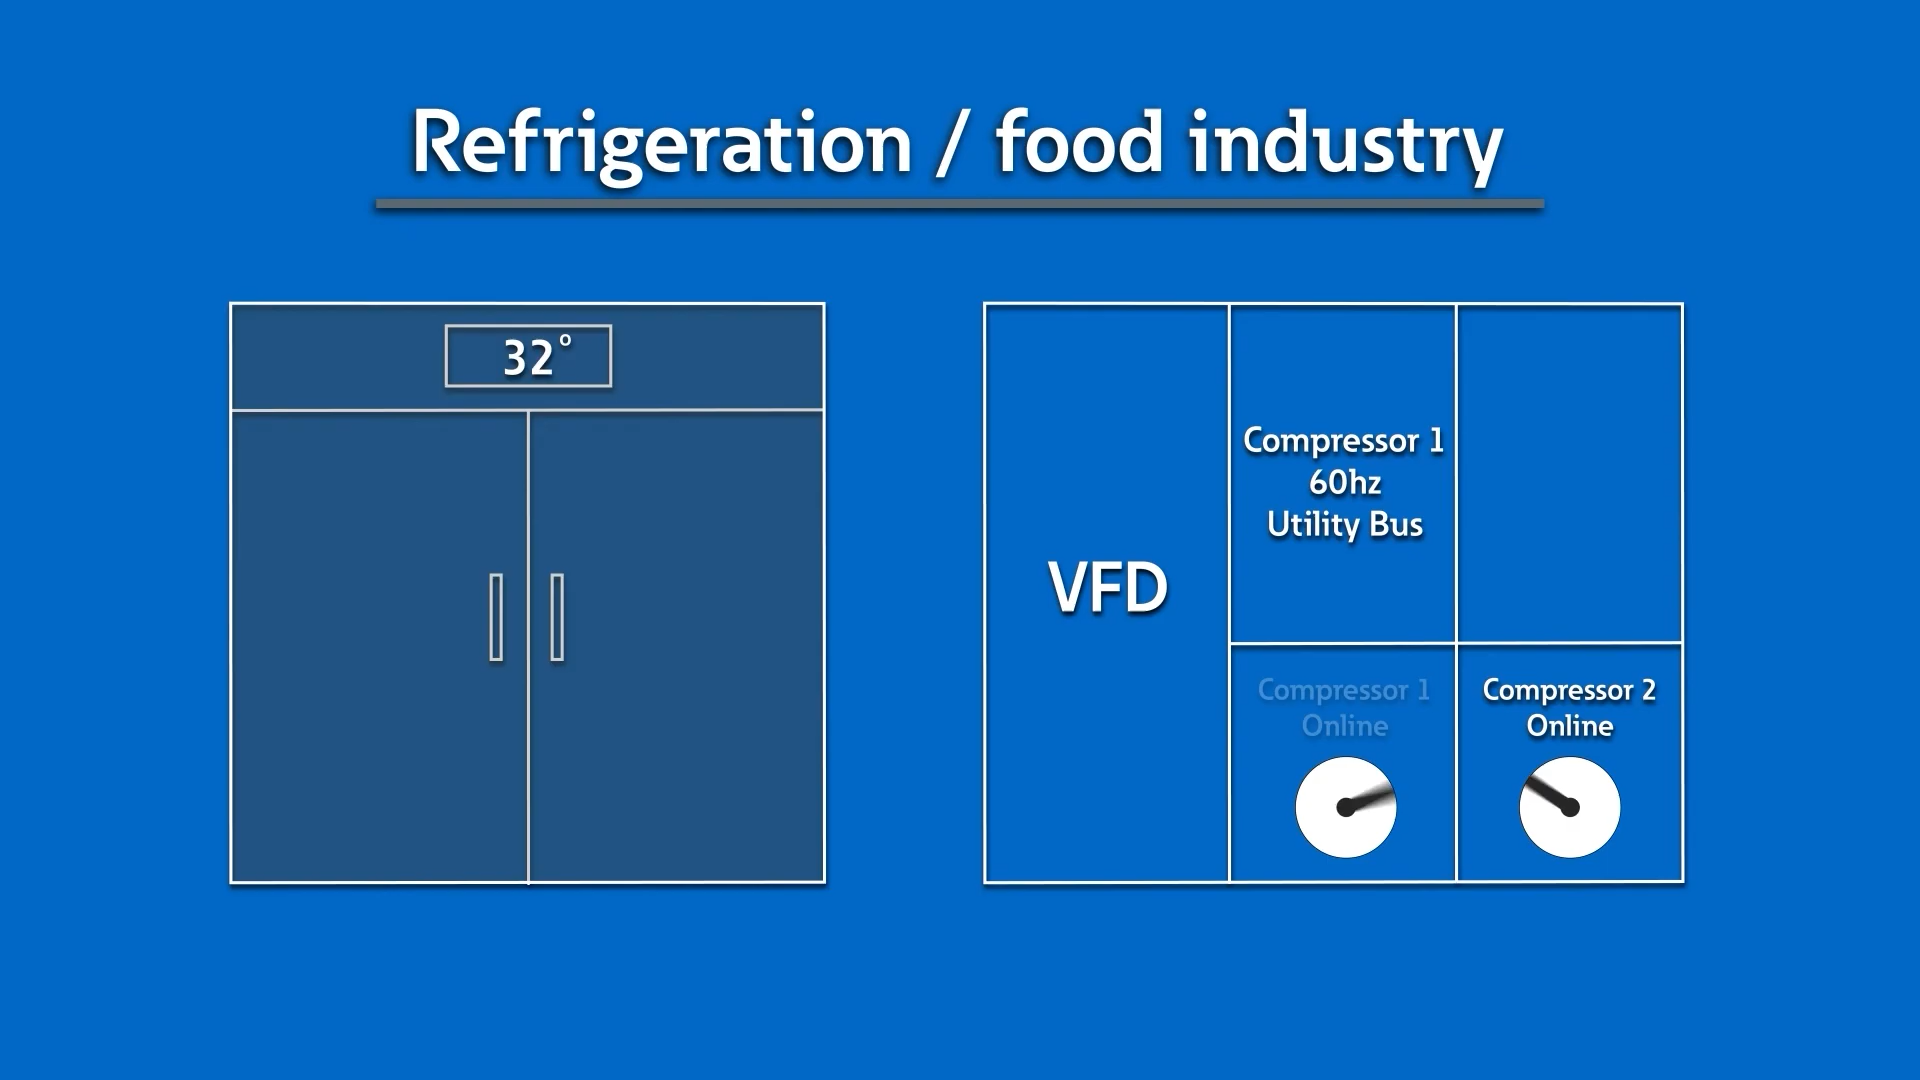 Refrigeration / food industry
32°
VFD
Compressor 1
60hz
Utility Bus
Compressor 1
Online
Compressor 2
Online